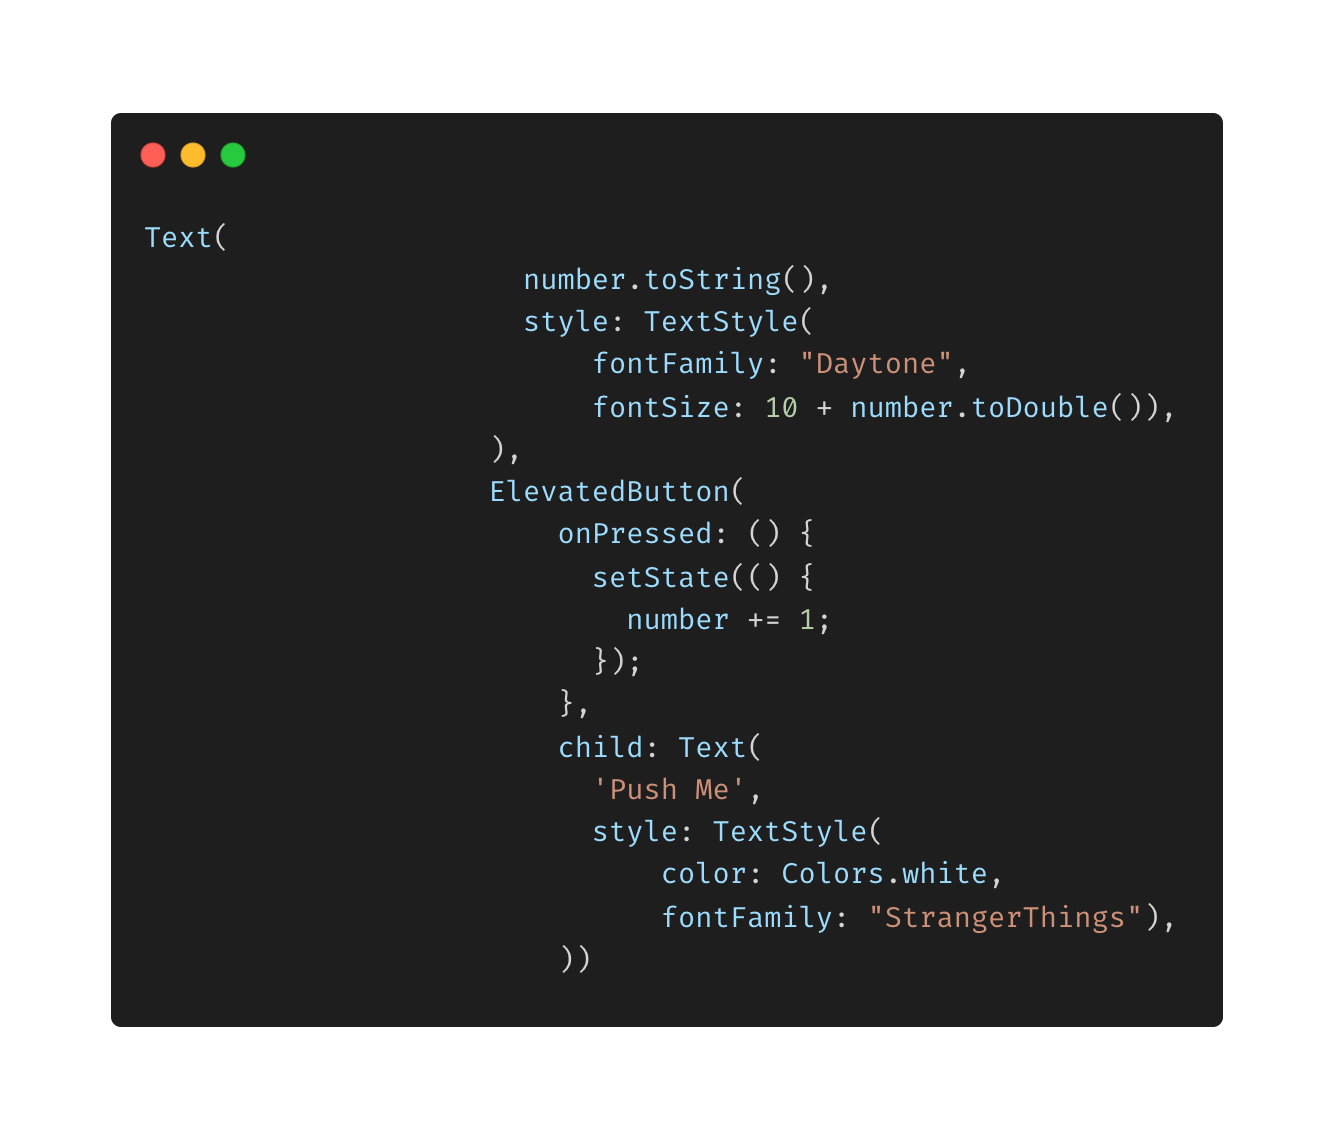 Text(
                      number.toString(),
                      style: TextStyle(
                          fontFamily: "Daytone",
                          fontSize: 10 + number.toDouble()),
                    ),
                    ElevatedButton(
                        onPressed: () {
                          setState(() {
                            number += 1;
                          });
                        },
                        child: Text(
                          'Push Me',
                          style: TextStyle(
                              color: Colors.white,
                              fontFamily: "StrangerThings"),
                        ))